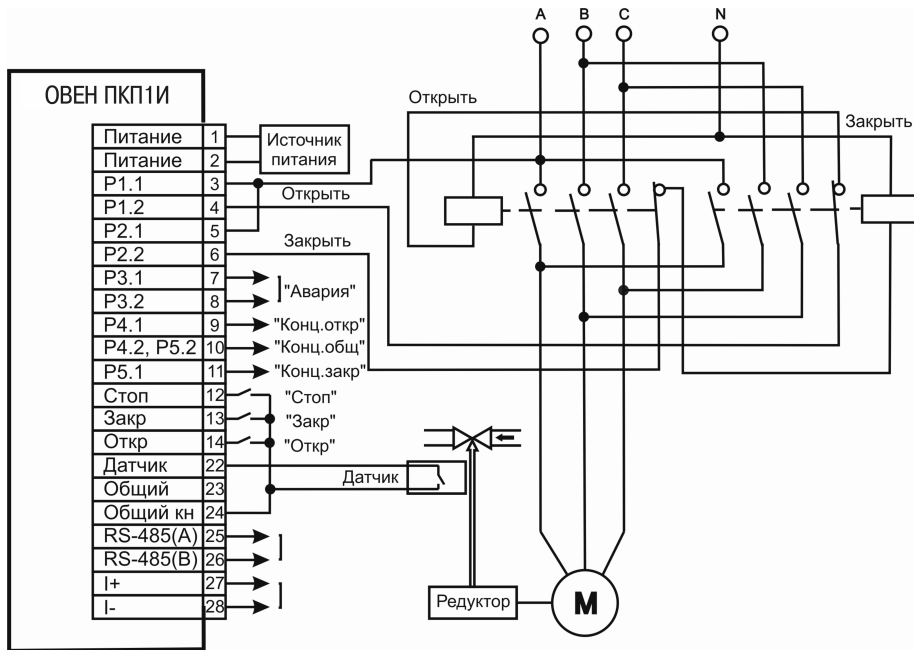 A B C N
ОВЕН ПКП1И
Открыть
Закрыть
Питание 1
Источник питания
Питание 2
P1.1 3
Открыть
P1.2 4
P2.1 5
Закрыть
P2.2 6
P3.1 7
"Авария"
P3.2 8
P4.1 9 "Конц.откр"
P4.2, P5.2 10 "Конц.общ"
P5.1 11 "Конц.закр"
Стоп 12 "Стоп"
Закр 13 "Закр"
Откр 14 "Откр"
Датчик 22
Датчик
Общий 23
Общий кн 24
RS-485(A) 25
RS-485(B) 26
I+ 27
I- 28
Редуктор
M